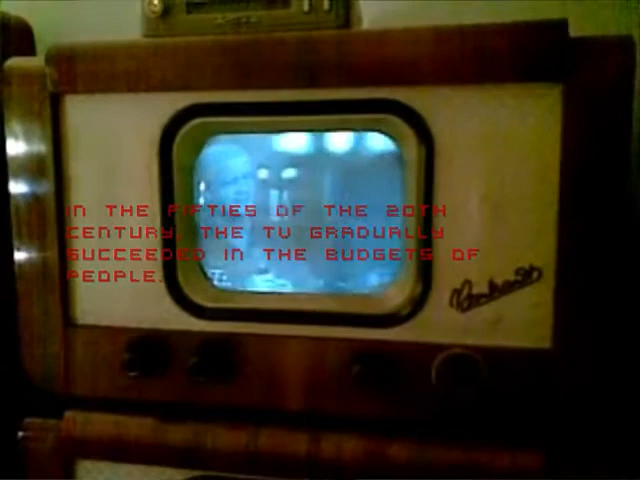 IN THE FIFTIES OF THE 20TH
CENTURY, THE TV GRADUALLY
SUCCEEDED IN THE BUDGETS OF
PEOPLE.